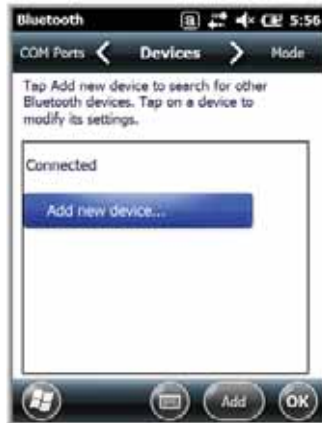 Bluetooth 5:56
COM Ports Devices Mode
Tap Add new device to search for other
Bluetooth devices. Tap on a device to
modify its settings.
Connected
Add new device...
Add OK